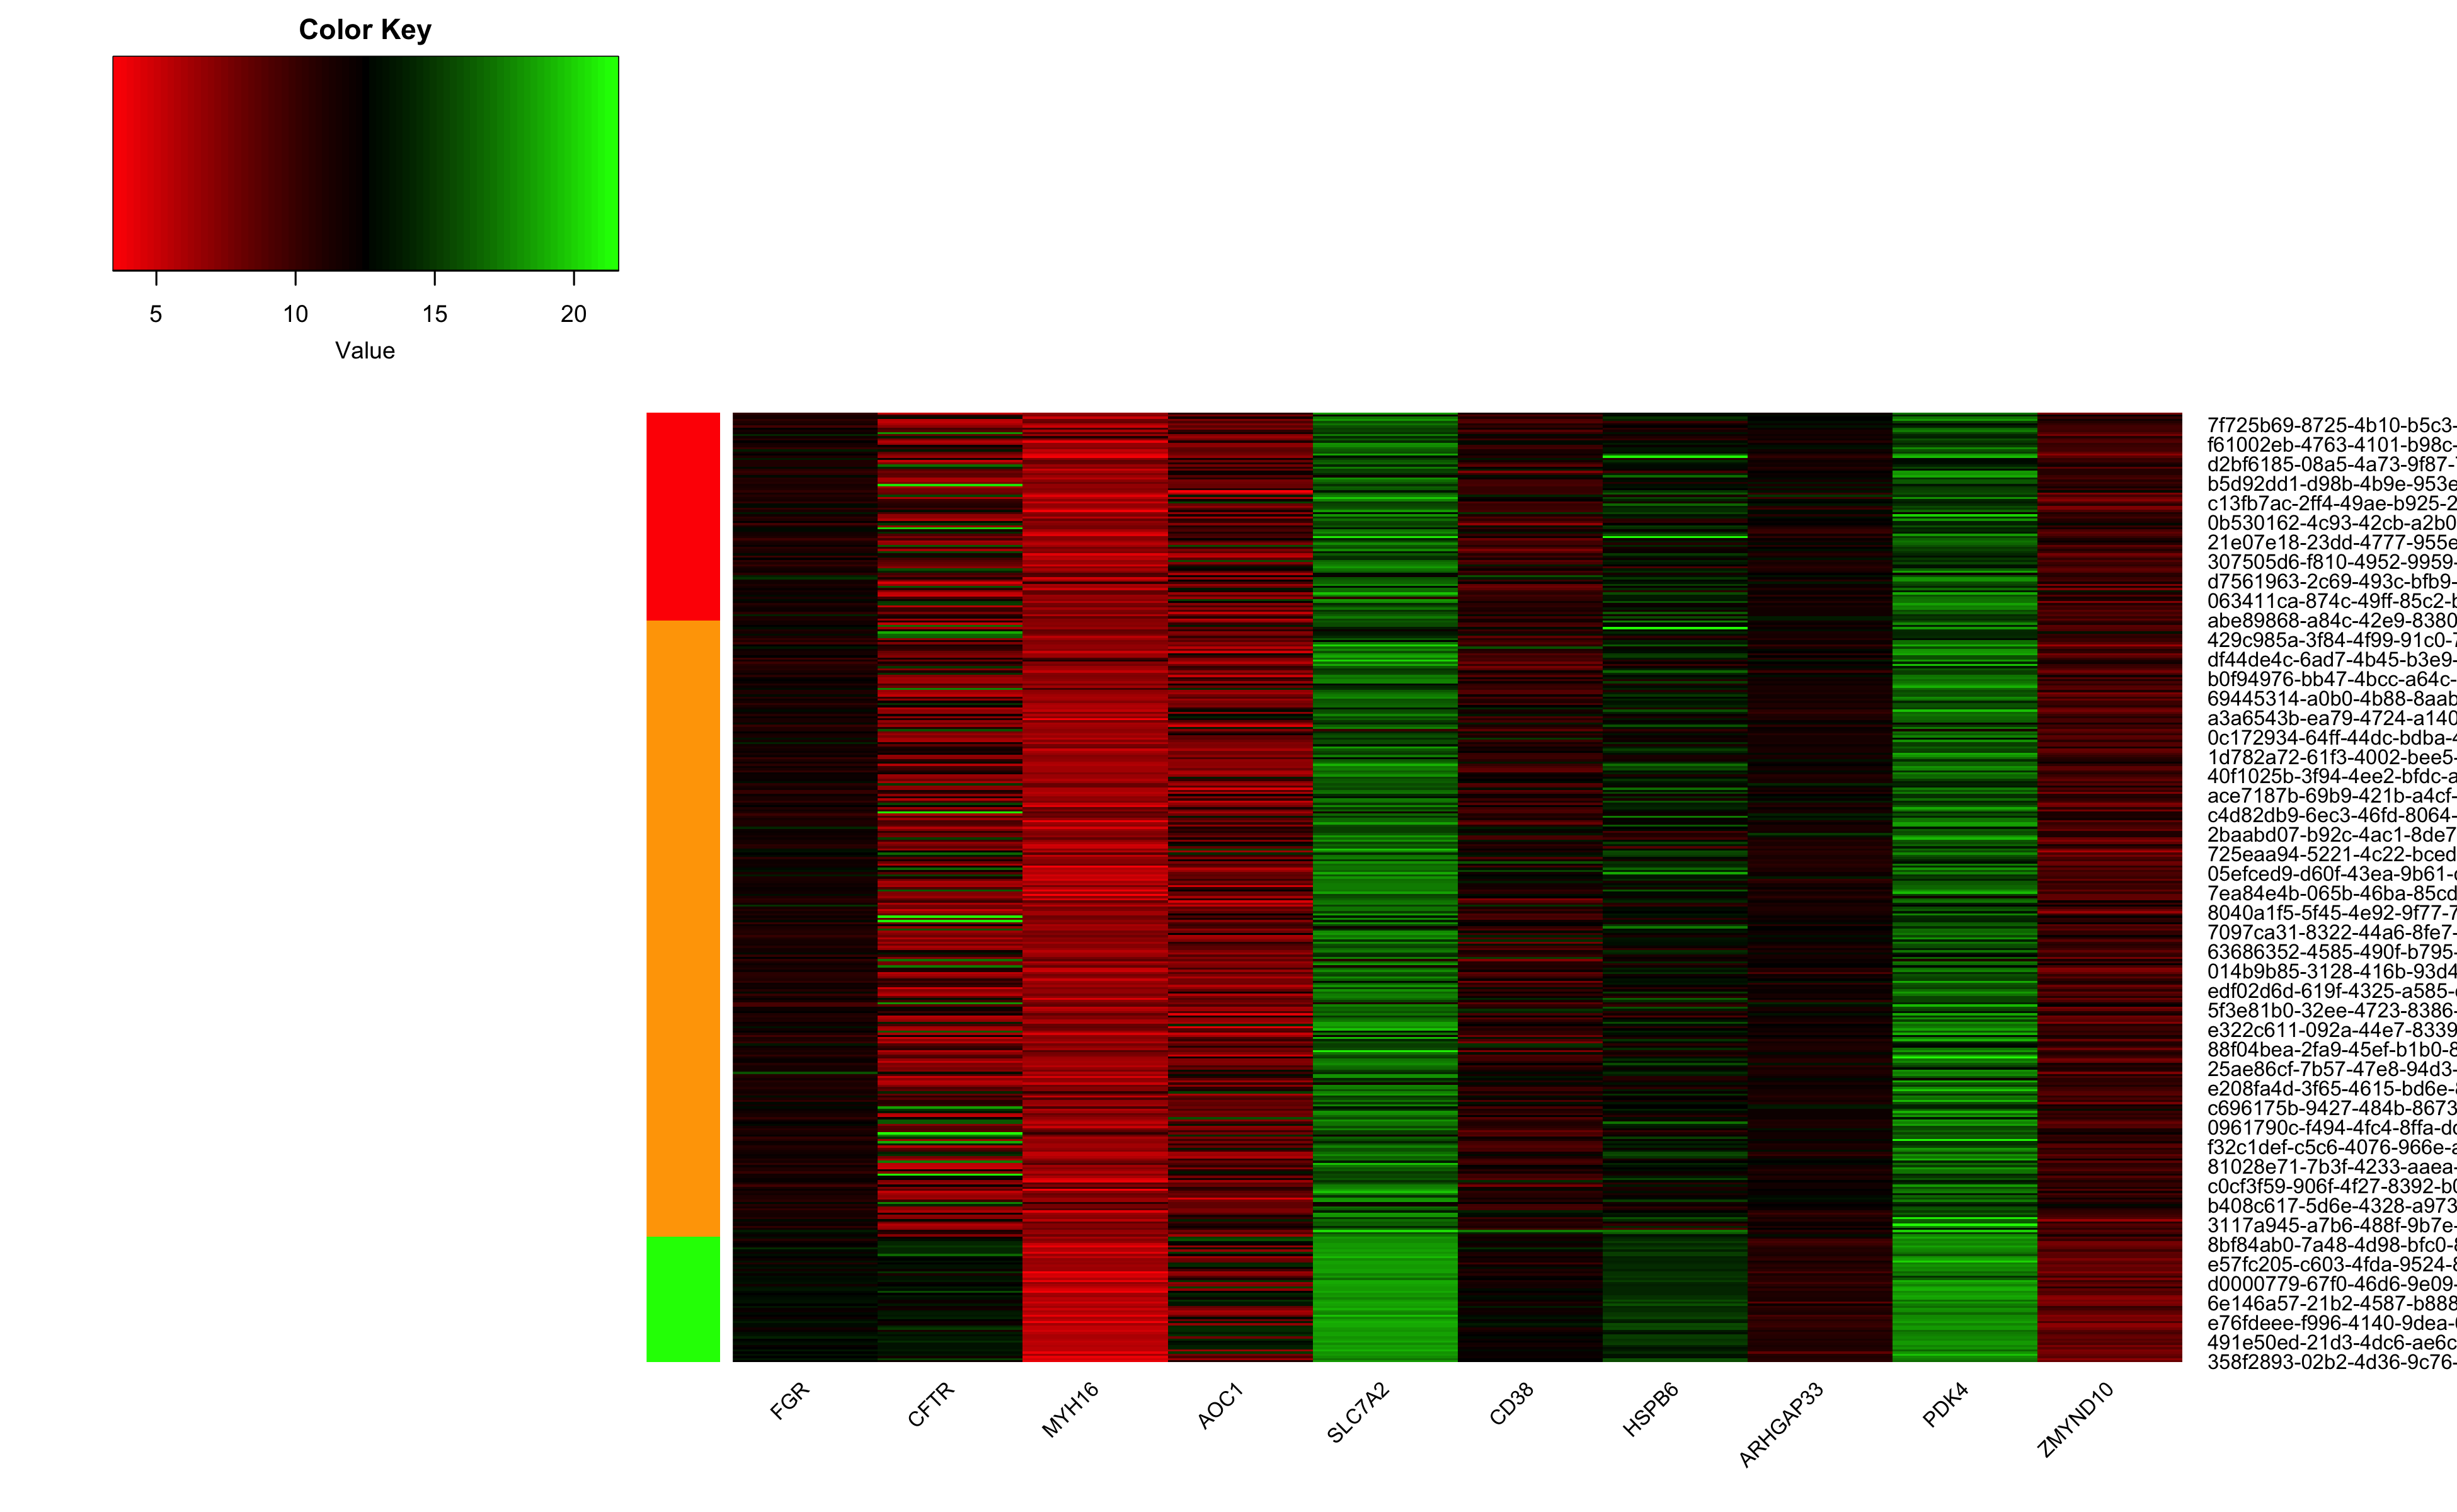 Color Key
5 10 15 20
Value
7f725b69-8725-4b10-b5c3-
f61002eb-4763-4101-b98c-
d2bf6185-08a5-4a73-9f87-
b5d92dd1-d98b-4b9e-953e
c13fb7ac-2ff4-49ae-b925-2
0b530162-4c93-42cb-a2b0
21e07e18-23dd-4777-955e
307505d6-f810-4952-9959-
d7561963-2c69-493c-bfb9-
063411ca-874c-49ff-85c2-b
abe89868-a84c-42e9-8380
429c985a-3f84-4f99-91c0-7
df44de4c-6ad7-4b45-b3e9-
b0f94976-bb47-4bcc-a64c-
69445314-a0b0-4b88-8aab
a3a6543b-ea79-4724-a140
0c172934-64ff-44dc-bdba-4
1d782a72-61f3-4002-bee5-
40f1025b-3f94-4ee2-bfdc-a
ace7187b-69b9-421b-a4cf-
c4d82db9-6ec3-46fd-8064-
2baabd07-b92c-4ac1-8de7
725eaa94-5221-4c22-bced
05efced9-d60f-43ea-9b61-
7ea84e4b-065b-46ba-85cd
8040a1f5-5f45-4e92-9f77-7
7097ca31-8322-44a6-8fe7-
63686352-4585-490f-b795-
014b9b85-3128-416b-93d4
edf02d6d-619f-4325-a585-
5f3e81b0-32ee-4723-8386-
e322c611-092a-44e7-8339
88f04bea-2fa9-45ef-b1b0-8
25ae86cf-7b57-47e8-94d3-
e208fa4d-3f65-4615-bd6e-
c696175b-9427-484b-8673
0961790c-f494-4fc4-8ffa-dc
f32c1def-c5c6-4076-966e-a
81028e71-7b3f-4233-aaea-
c0cf3f59-906f-4f27-8392-b0
b408c617-5d6e-4328-a973
3117a945-a7b6-488f-9b7e-
8bf84ab0-7a48-4d98-bfc0-8
e57fc205-c603-4fda-9524-8
d0000779-67f0-46d6-9e09-
6e146a57-21b2-4587-b888
e76fdeee-f996-4140-9dea-
491e50ed-21d3-4dc6-ae6c
358f2893-02b2-4d36-9c76-
FGR CFTR MYH16 AOC1 SLC7A2 CD38 HSPB6 ARHGAP33 PDK4 ZMYND10